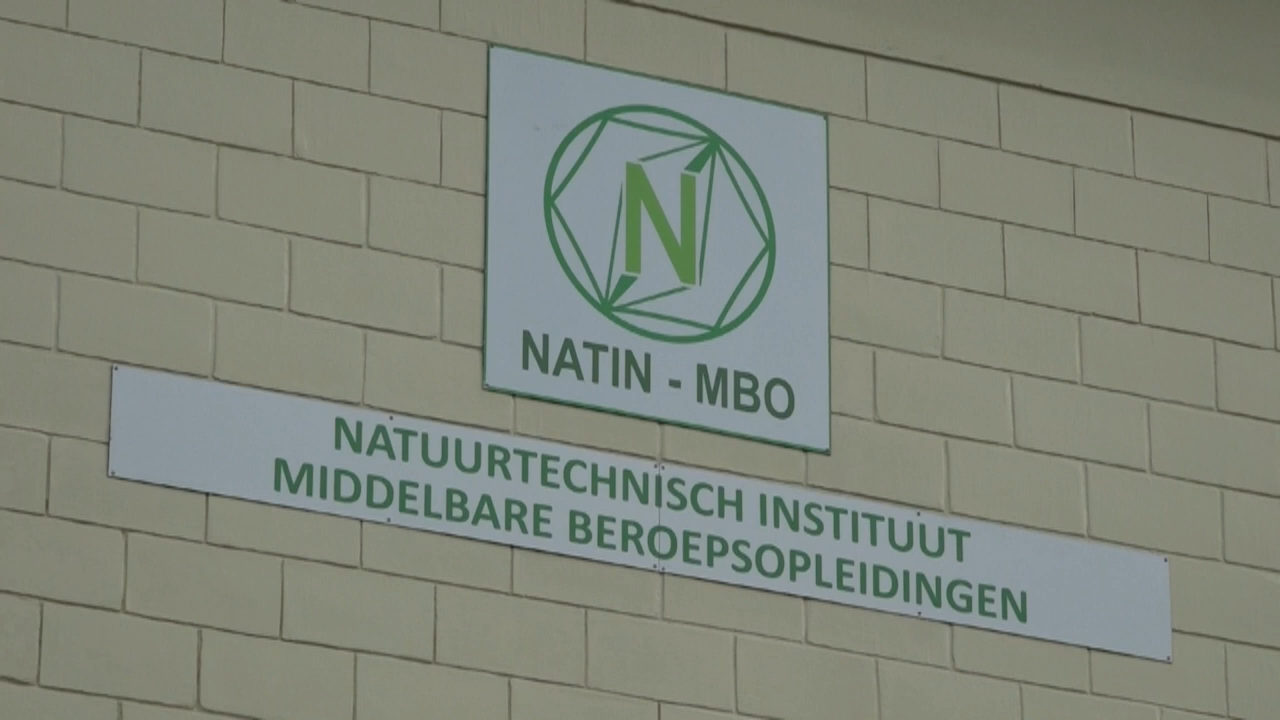 N
NATIN - MBO
NATUURTECHNISCH INSTITUUT
MIDDELBARE BEROEPSOPLEIDINGEN